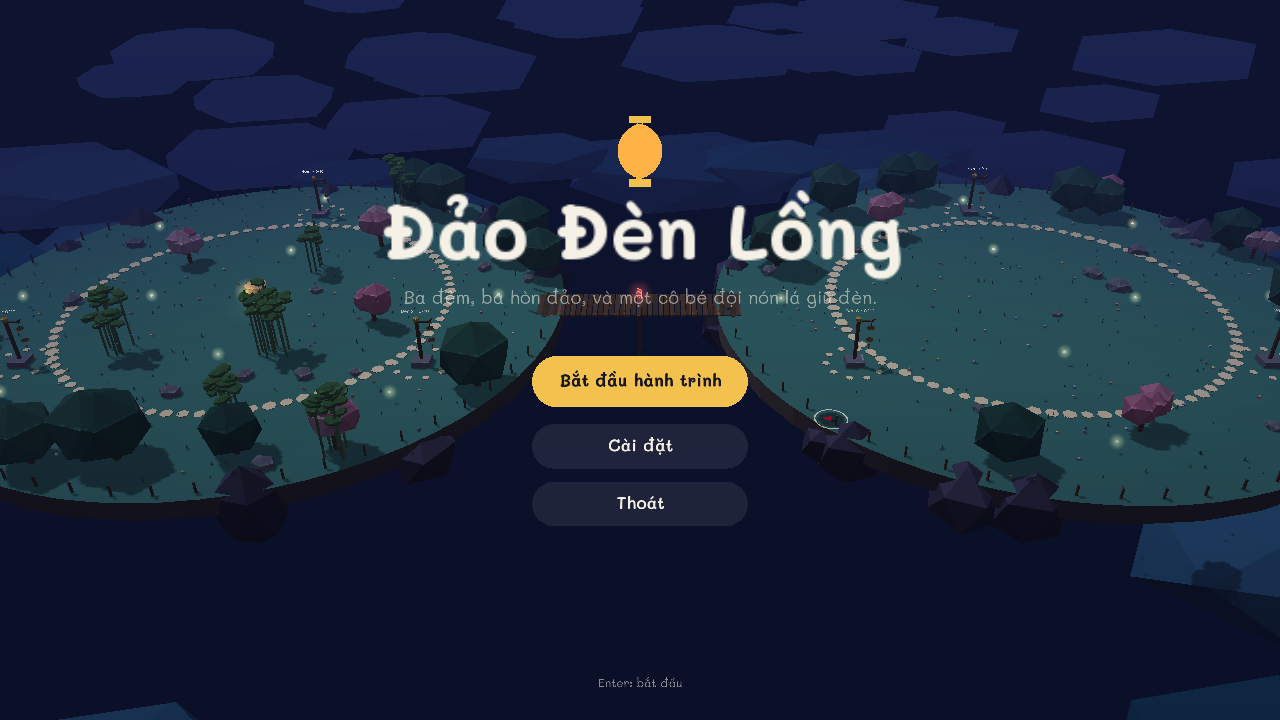 Đảo Đèn Lồng
Ba đêm, ba hòn đảo, và một cô bé đội nón lá giữ đèn.
Bắt đầu hành trình
Cài đặt
Thoát
Enter: bắt đầu